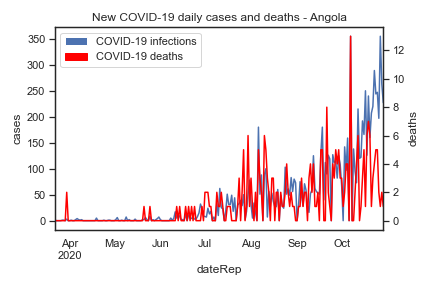 New COVID-19 daily cases and deaths - Angola
COVID-19 infections
COVID-19 deaths
350
300
250
200
150
100
50
0
cases
12
10
8
6
4
2
0
deaths
Apr May Jun Jul Aug Sep Oct
2020
dateRep